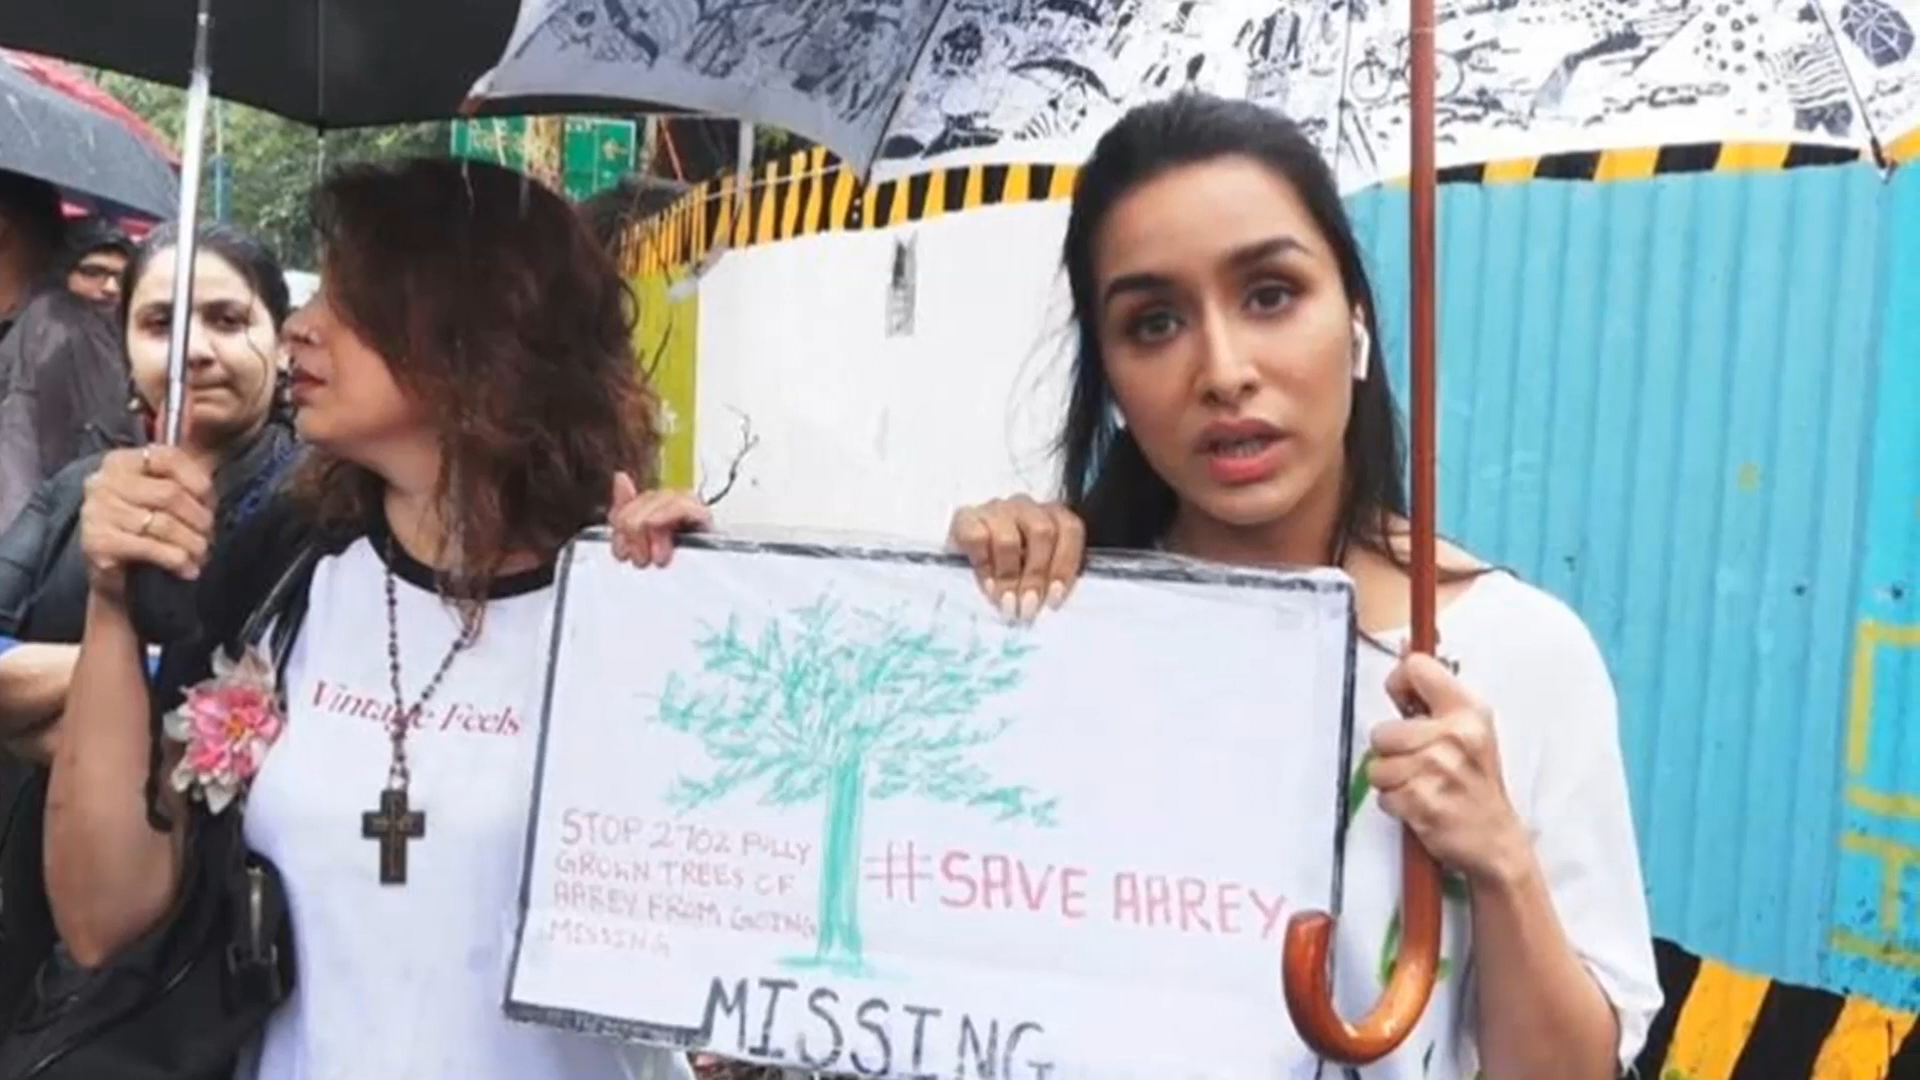 Vintage Feels
STOP 2702 FULLY
GROWN TREES OF
AAREY FROM GOING
MISSING
#SAVE AAREY
MISSING